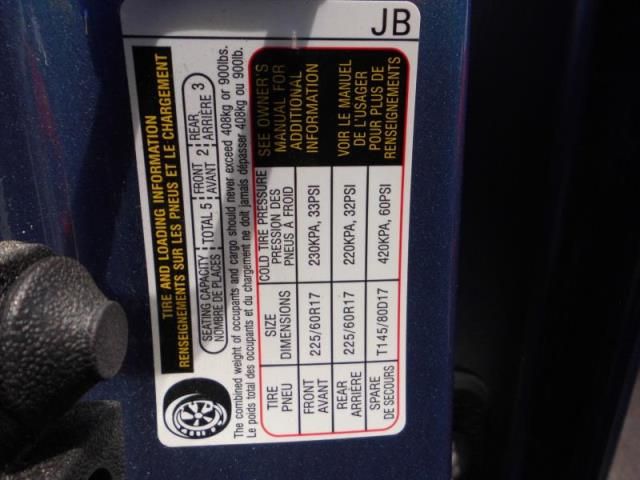 JB
TIRE AND LOADING INFORMATION
RENSEIGNEMENTS SUR LES PNEUS ET LE CHARGEMENT
SEATING CAPACITY TOTAL 5 FRONT 2 REAR 3
NOMBRE DE PLACES AVANT ARRIÈRE
The combined weight of occupants and cargo should never exceed 408kg or 900lbs.
Le poids total des occupants et du chargement ne doit jamais dépasser 408kg ou 900lb.
TIRE SIZE COLD TIRE PRESSURE SEE OWNER'S
PNEU DIMENSIONS PRESSION DES MANUAL FOR
PNEUS À FROID ADDITIONAL
FRONT 225/60R17 230KPA, 33PSI INFORMATION
AVANT
REAR 225/60R17 220KPA, 32PSI VOIR LE MANUEL
ARRIÈRE DE L'USAGER
SPARE T145/80D17 420KPA, 60PSI POUR PLUS DE
DE SECOURS RENSEIGNEMENTS